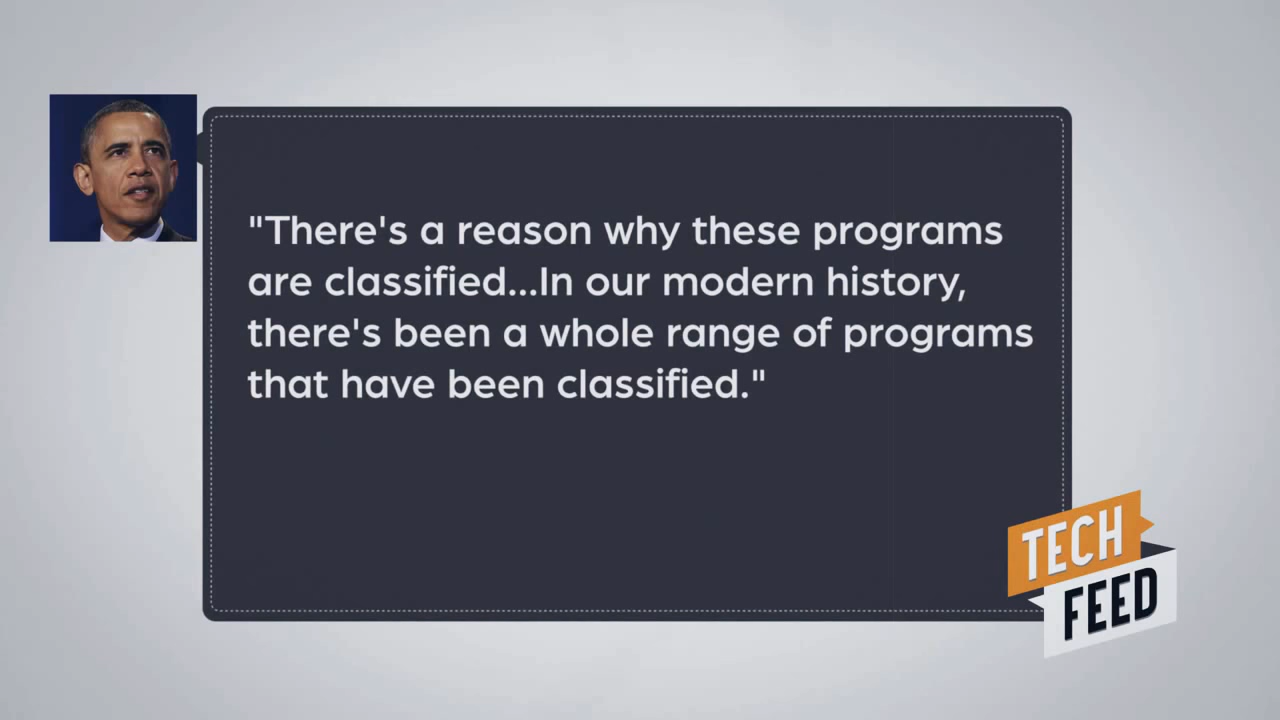 "There's a reason why these programs
are classified...In our modern history,
there's been a whole range of programs
that have been classified."
TECH
FEED